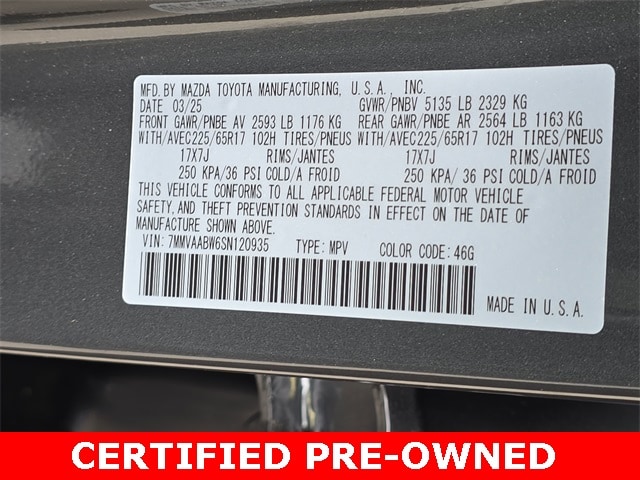 MFD. BY MAZDA TOYOTA MANUFACTURING, U.S.A., INC.
DATE 03/25 GVWR/PNBV 5135 LB 2329 KG
FRONT GAWR/PNBE AV 2593 LB 1176 KG REAR GAWR/PNBE AR 2564 LB 1163 KG
WITH/AVEC225/65R17 102H TIRES/PNEUS WITH/AVEC225/65R17 102H TIRES/PNEUS
17X7J RIMS/JANTES 17X7J RIMS/JANTES
250 KPA/36 PSI COLD/A FROID 250 KPA/ 36 PSI COLD/A FROID
THIS VEHICLE CONFORMS TO ALL APPLICABLE FEDERAL MOTOR VEHICLE
SAFETY, AND THEFT PREVENTION STANDARDS IN EFFECT ON THE DATE OF
MANUFACTURE SHOWN ABOVE.
VIN: 7MMVAABW6SN120935 TYPE: MPV COLOR CODE: 46G
MADE IN U.S.A.
CERTIFIED PRE-OWNED